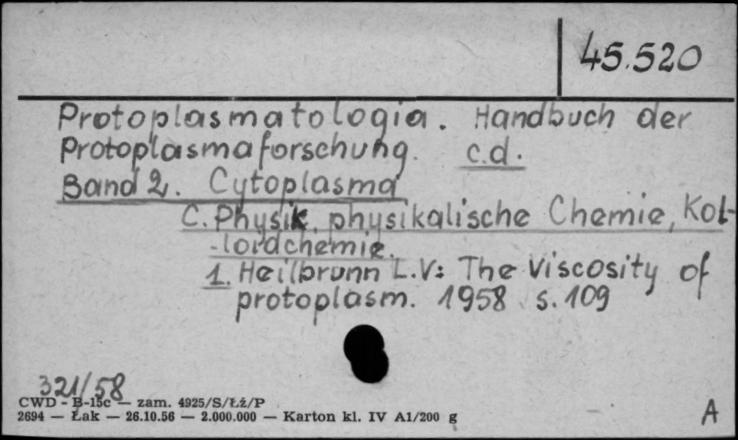 45.520
Protoplasmatologia. Handbuch der
Protoplasmaforschung. c.d.
Band 2. Cytoplasma
C. Physik, physikalische Chemie, Kol-
-loidchemie.
1. Heilbrunn L.V: The Viscosity of
protoplasm. 1958 s. 109
321/58
CWD - B-15c — zam. 4925/S/Łź/P
2694 — Łak — 26.10.56 — 2.000.000 — Karton kl. IV A1/200 g
A